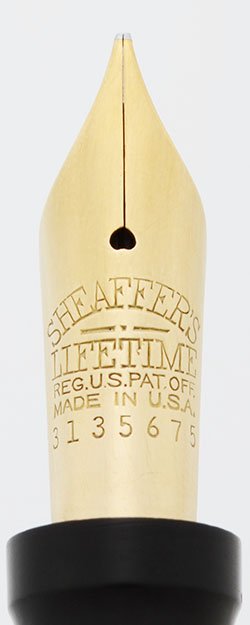 SHEAFFER'S
LIFETIME
REG.U.S.PAT.OFF.
MADE IN U.S.A.
3135675